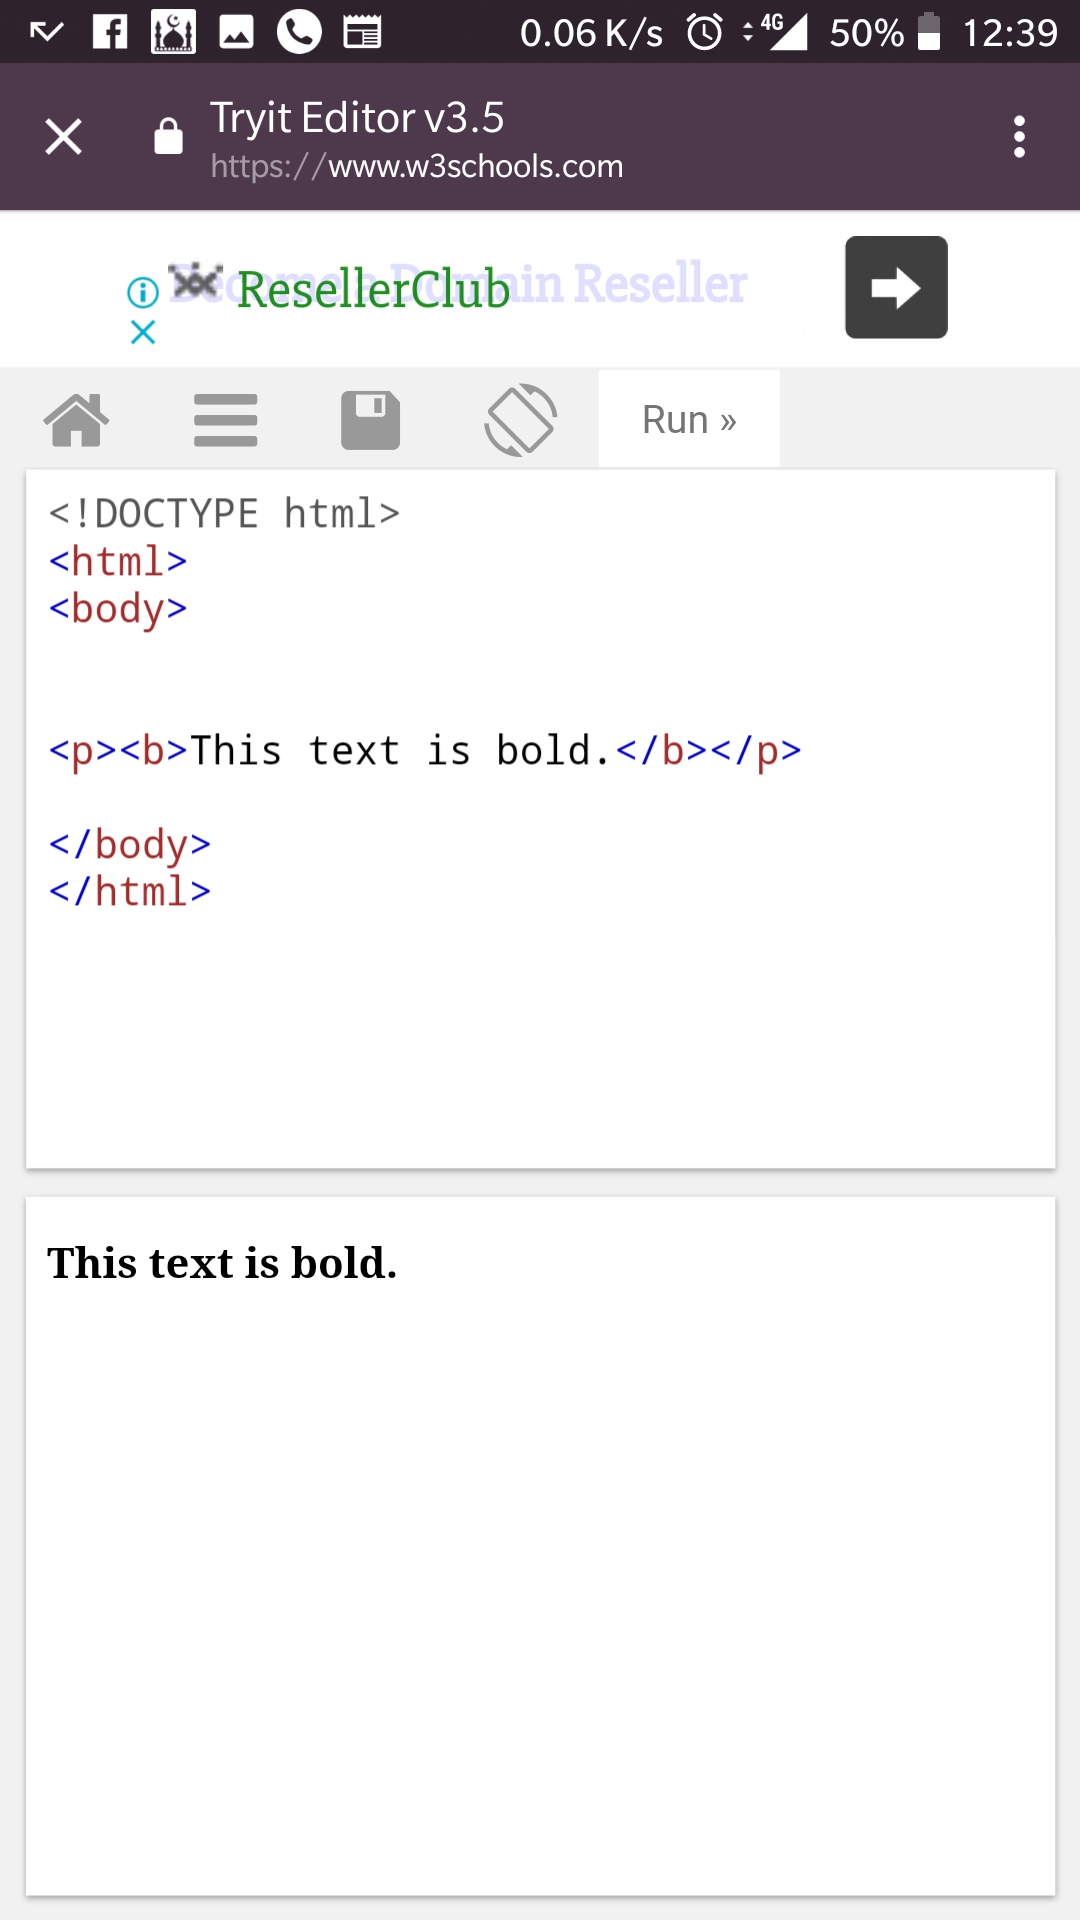 0.06 K/s 4G 50% 12:39
Tryit Editor v3.5
https://www.w3schools.com
Become a Domain Reseller
ResellerClub
Run »
<!DOCTYPE html>
<html>
<body>
<p><b>This text is bold.</b></p>
</body>
</html>
This text is bold.